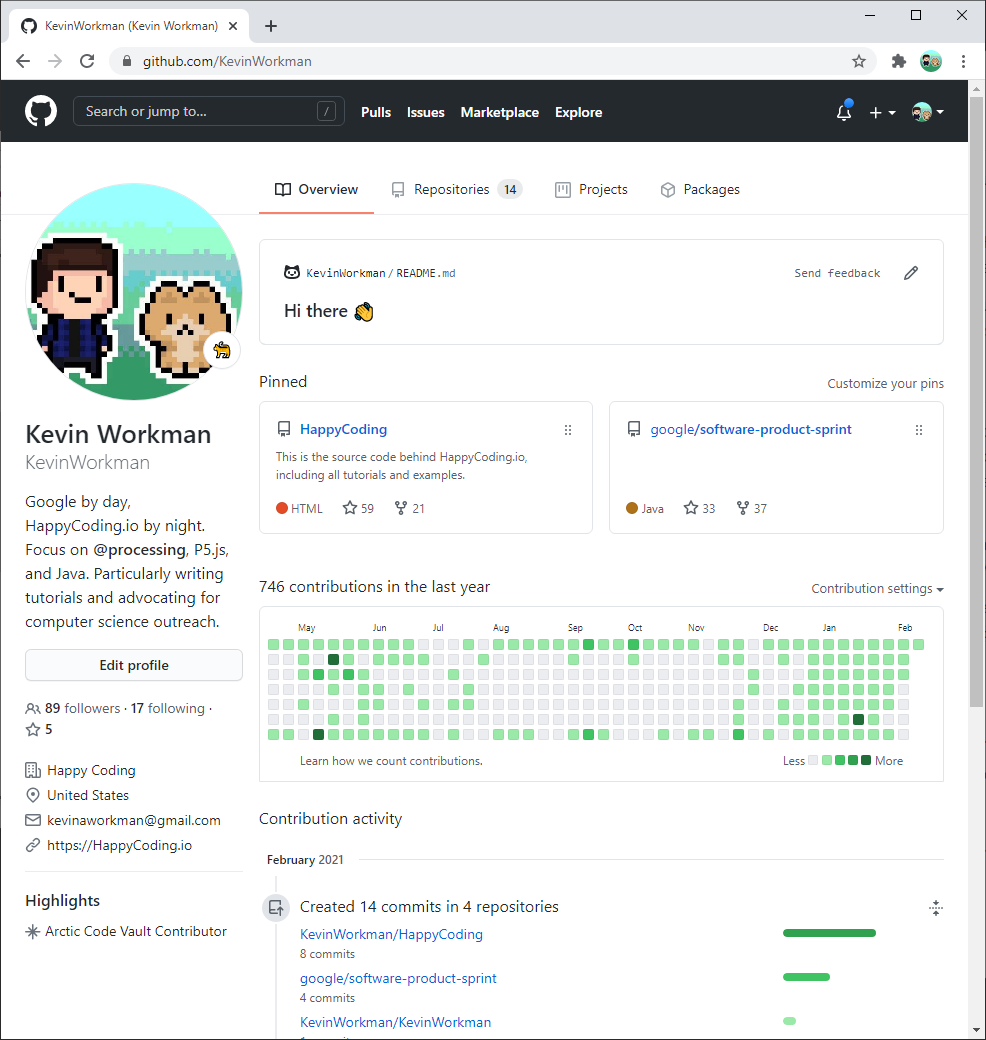 KevinWorkman (Kevin Workman)
github.com/KevinWorkman
Search or jump to... /
Pulls Issues Marketplace Explore
Overview Repositories 14 Projects Packages
KevinWorkman/README.md Send feedback
Hi there 👋
Pinned Customize your pins
HappyCoding
This is the source code behind HappyCoding.io,
including all tutorials and examples.
HTML 59 21
google/software-product-sprint
Java 33 37
Kevin Workman
KevinWorkman
Google by day,
HappyCoding.io by night.
Focus on @processing, P5.js,
and Java. Particularly writing
tutorials and advocating for
computer science outreach.
Edit profile
89 followers · 17 following ·
5
Happy Coding
United States
kevinaworkman@gmail.com
https://HappyCoding.io
Highlights
Arctic Code Vault Contributor
746 contributions in the last year Contribution settings
May Jun Jul Aug Sep Oct Nov Dec Jan Feb
Learn how we count contributions. Less More
Contribution activity
February 2021
Created 14 commits in 4 repositories
KevinWorkman/HappyCoding
8 commits
google/software-product-sprint
4 commits
KevinWorkman/KevinWorkman